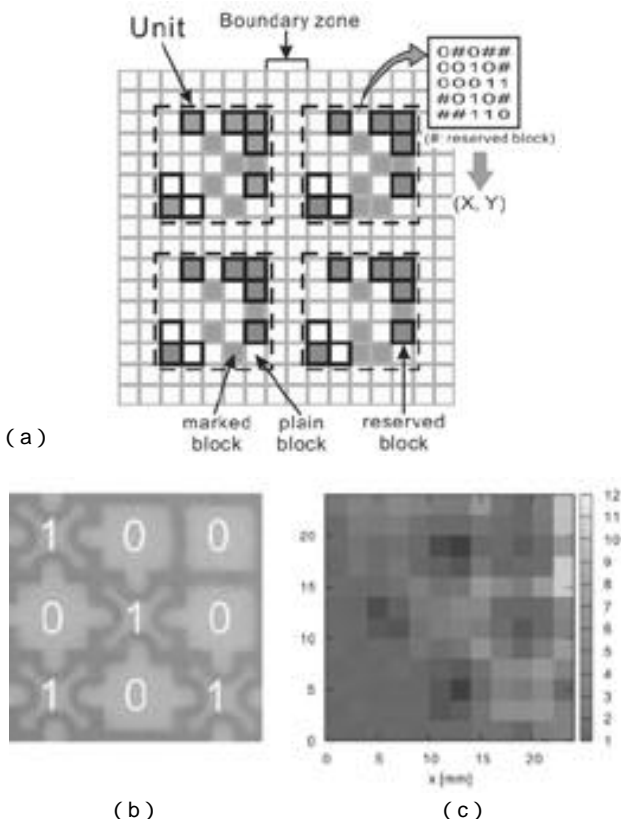 Boundary zone
Unit
0#0##
0010#
00011
#010#
##110
(#: reserved block)
(X, Y)
marked block
plain block
reserved block
(a)
1 0 0
0 1 0
1 0 1
(b)
20
15
10
5
0
0 5 10 15 20
x [mm]
12
11
10
9
8
7
6
5
4
3
2
1
(c)